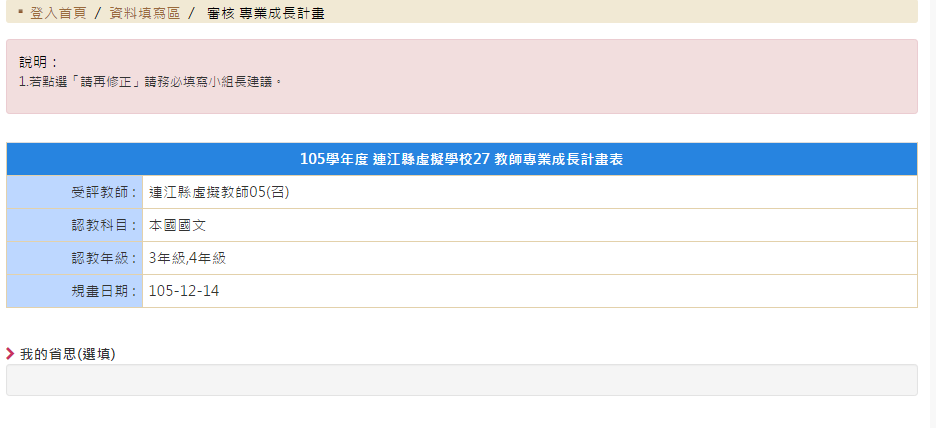 登入首頁 / 資料填寫區 / 審核 專業成長計畫
說明：
1.若點選「請再修正」請務必填寫小組長建議。
105學年度 連江縣虛擬學校27 教師專業成長計畫表
受評教師： 連江縣虛擬教師05(召)
認教科目： 本國國文
認教年級： 3年級,4年級
規畫日期： 105-12-14
我的省思(選填)